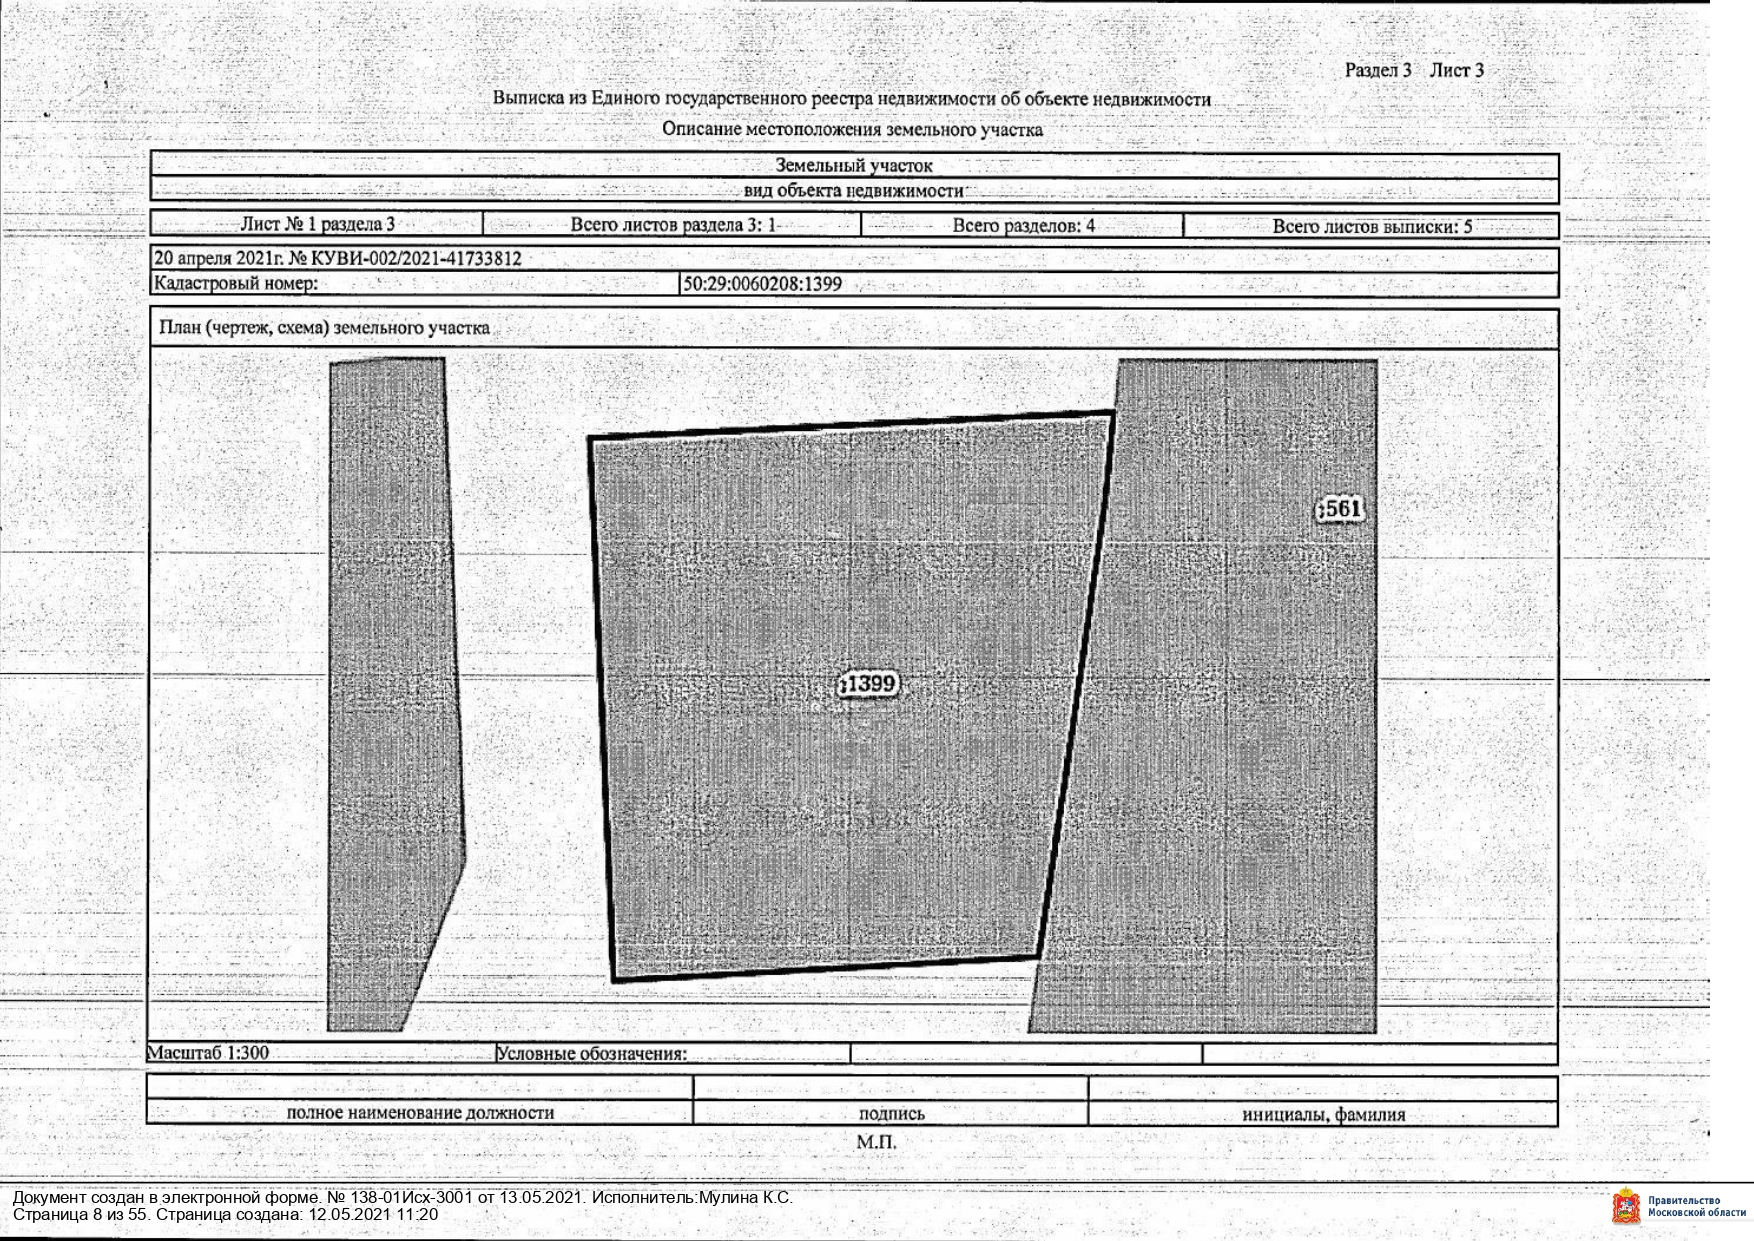 Раздел 3 Лист 3
Выписка из Единого государственного реестра недвижимости об объекте недвижимости
Описание местоположения земельного участка
Земельный участок
вид объекта недвижимости
Лист № 1 раздела 3 Всего листов раздела 3: 1 Всего разделов: 4 Всего листов выписки: 5
20 апреля 2021г. № КУВИ-002/2021-41733812
Кадастровый номер: 50:29:0060208:1399
План (чертеж, схема) земельного участка
:561
:1399
Масштаб 1:300 Условные обозначения:
полное наименование должности подпись инициалы, фамилия
М.П.
Документ создан в электронной форме. № 138-01Исх-3001 от 13.05.2021. Исполнитель:Мулина К.С.
Страница 8 из 55. Страница создана: 12.05.2021 11:20
Правительство
Московской области